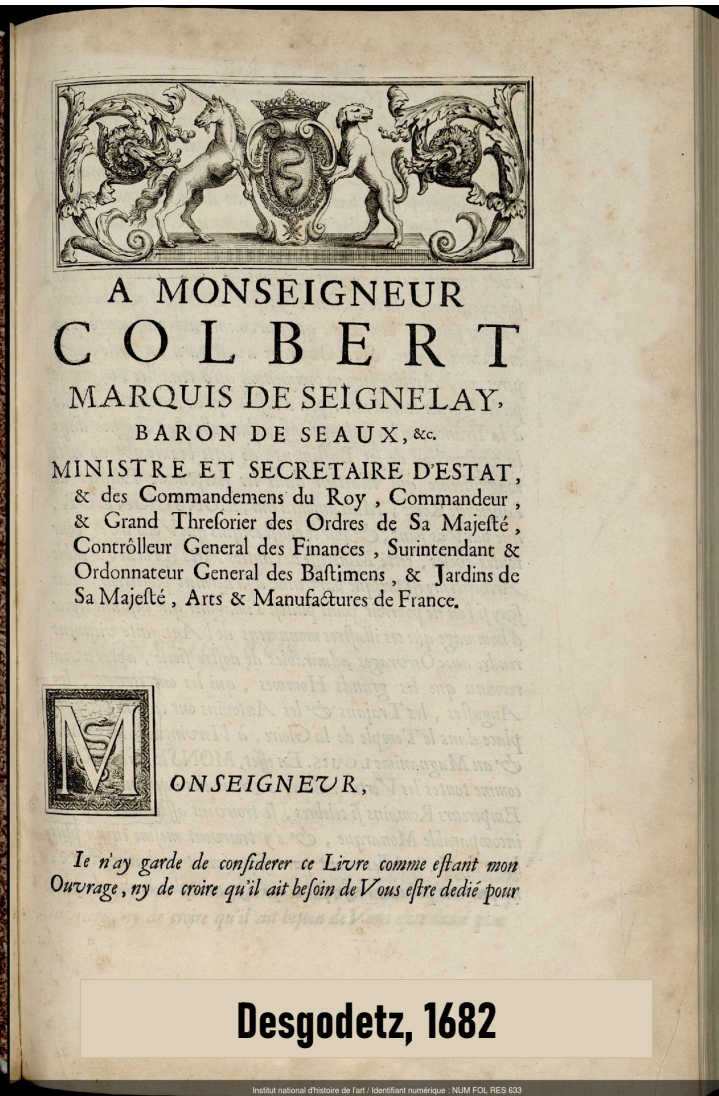 A MONSEIGNEUR
COLBERT
MARQUIS DE SEIGNELAY,
BARON DE SEAUX, &c.
MINISTRE ET SECRETAIRE D'ESTAT,
& des Commandemens du Roy , Commandeur ,
& Grand Threſorier des Ordres de Sa Majeſté ,
Contrôlleur General des Finances , Surintendant &
Ordonnateur General des Baſtimens , & Jardins de
Sa Majeſté , Arts & Manufactures de France.
MONSEIGNEVR,
Ie n'ay garde de conſiderer ce Livre comme eſtant mon
Ouvrage , ny de croire qu'il ait beſoin de Vous eſtre dedié pour
Desgodetz, 1682
Institut national d'histoire de l'art / Identifiant numérique : NUM FOL RES 633